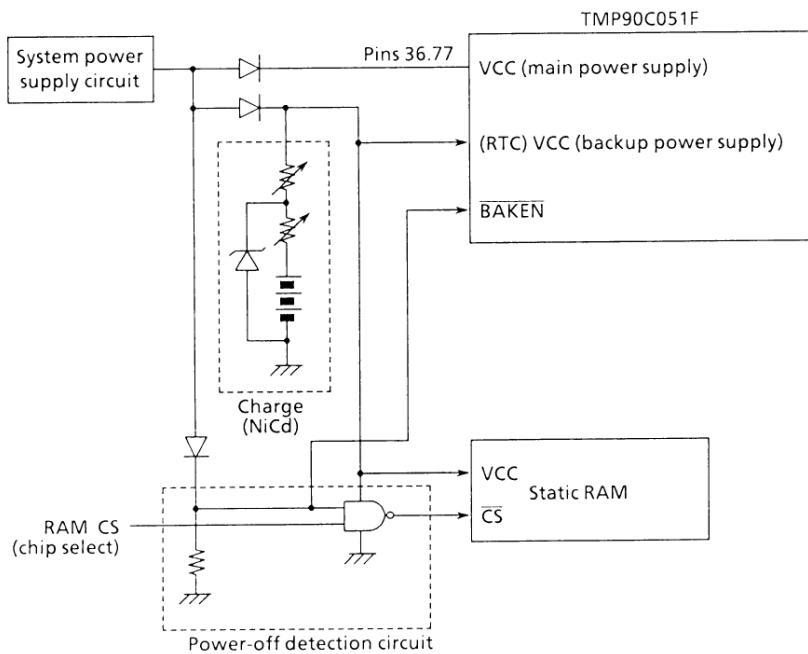 TMP90C051F
System power
supply circuit
Pins 36.77
VCC (main power supply)
(RTC) VCC (backup power supply)
BAKEN
Charge
(NiCd)
VCC
Static RAM
CS
RAM CS
(chip select)
Power-off detection circuit